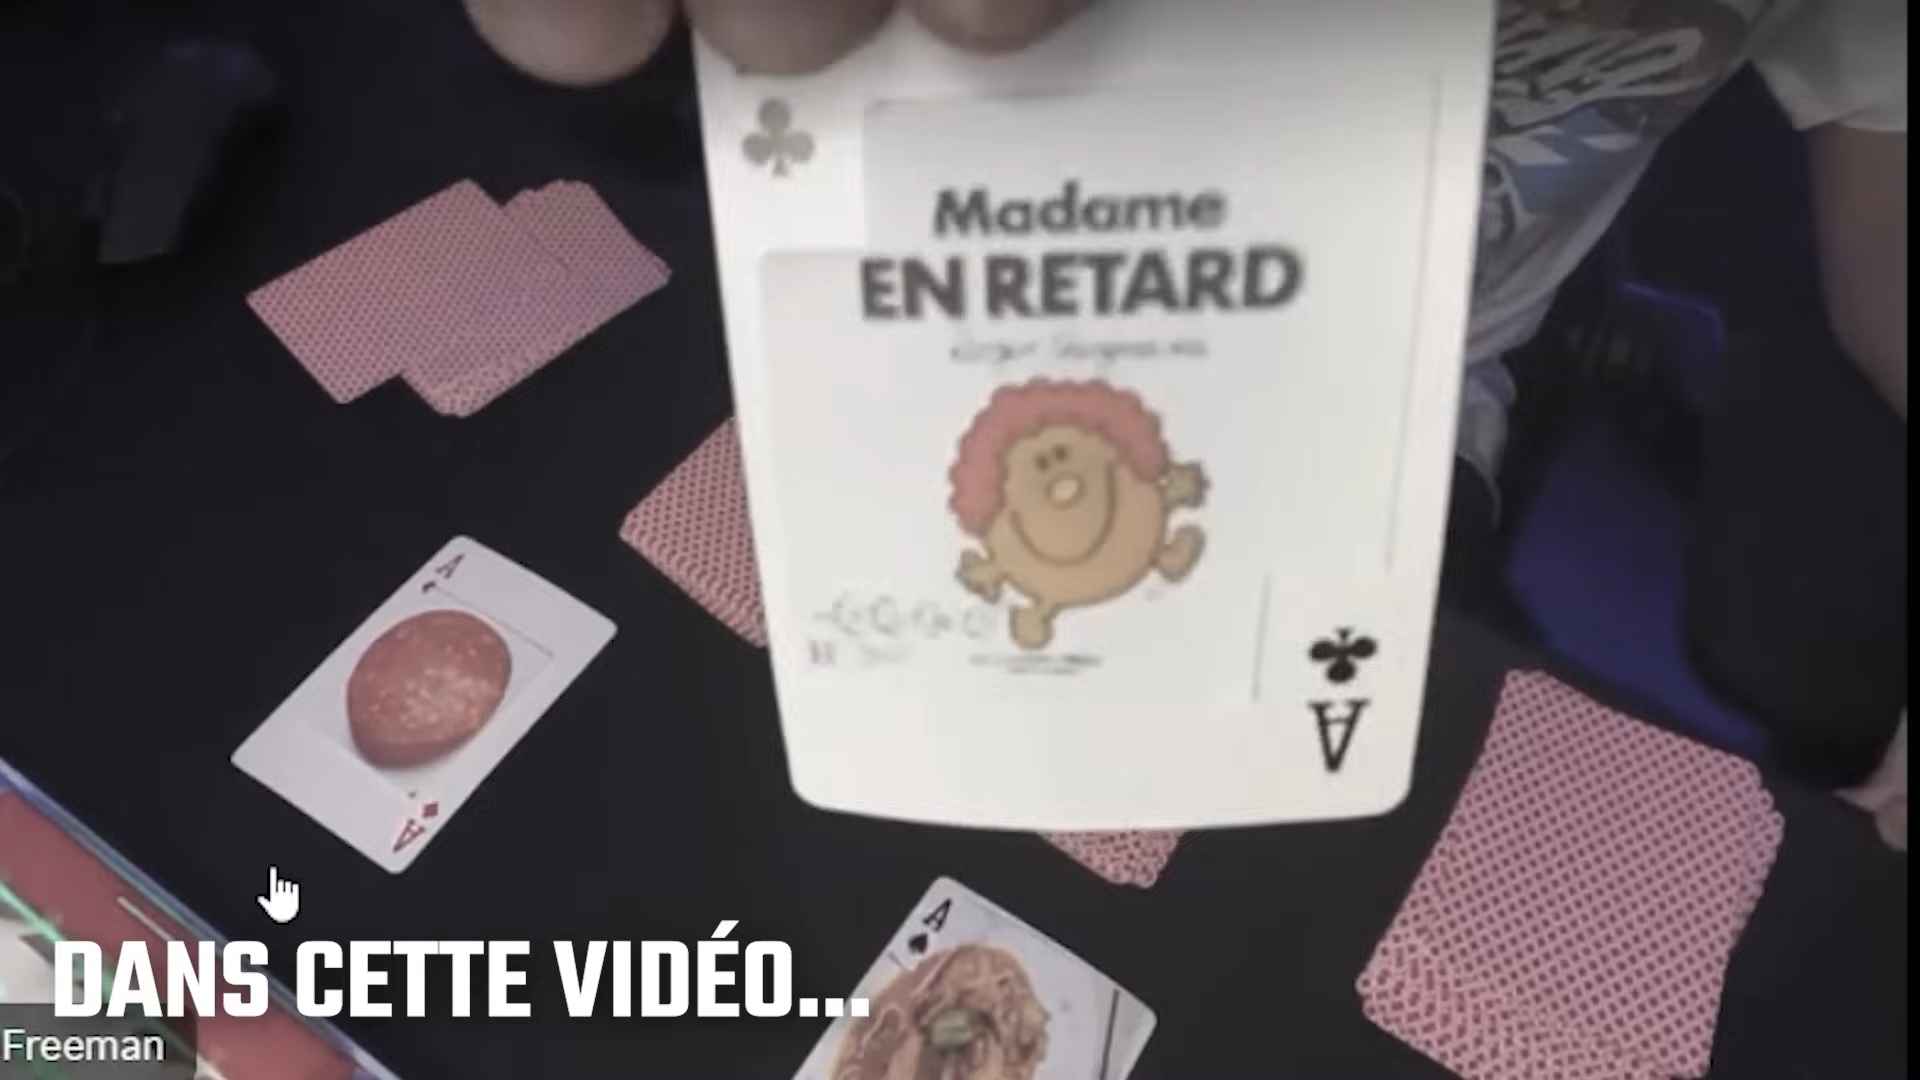 Madame
EN RETARD
A
A
A
A
DANS CETTE VIDÉO...
Freeman